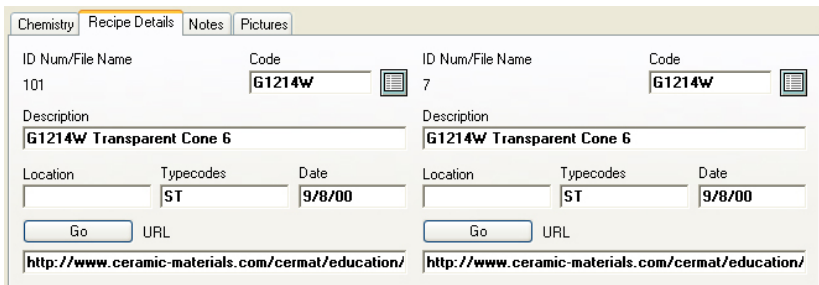 Chemistry Recipe Details Notes Pictures
ID Num/File Name Code ID Num/File Name Code
101 G1214W 7 G1214W
Description Description
G1214W Transparent Cone 6 G1214W Transparent Cone 6
Location Typecodes Date Location Typecodes Date
ST 9/8/00 ST 9/8/00
Go URL Go URL
http://www.ceramic-materials.com/cermat/education/ http://www.ceramic-materials.com/cermat/education/